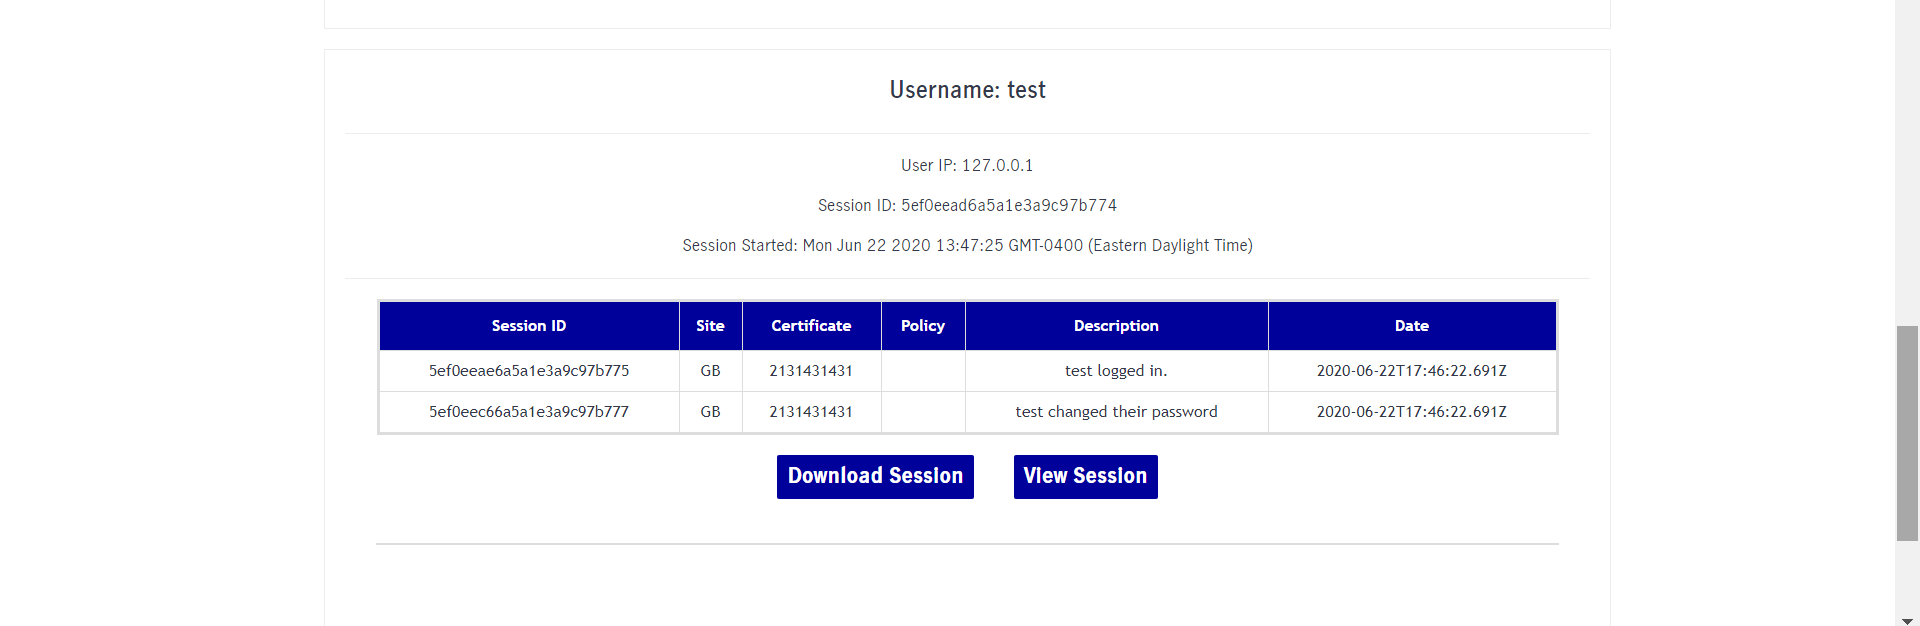 Username: test
User IP: 127.0.0.1
Session ID: 5ef0eead6a5a1e3a9c97b774
Session Started: Mon Jun 22 2020 13:47:25 GMT-0400 (Eastern Daylight Time)
Session ID Site Certificate Policy Description Date
5ef0eeae6a5a1e3a9c97b775 GB 2131431431 test logged in. 2020-06-22T17:46:22.691Z
5ef0eec66a5a1e3a9c97b777 GB 2131431431 test changed their password 2020-06-22T17:46:22.691Z
Download Session View Session